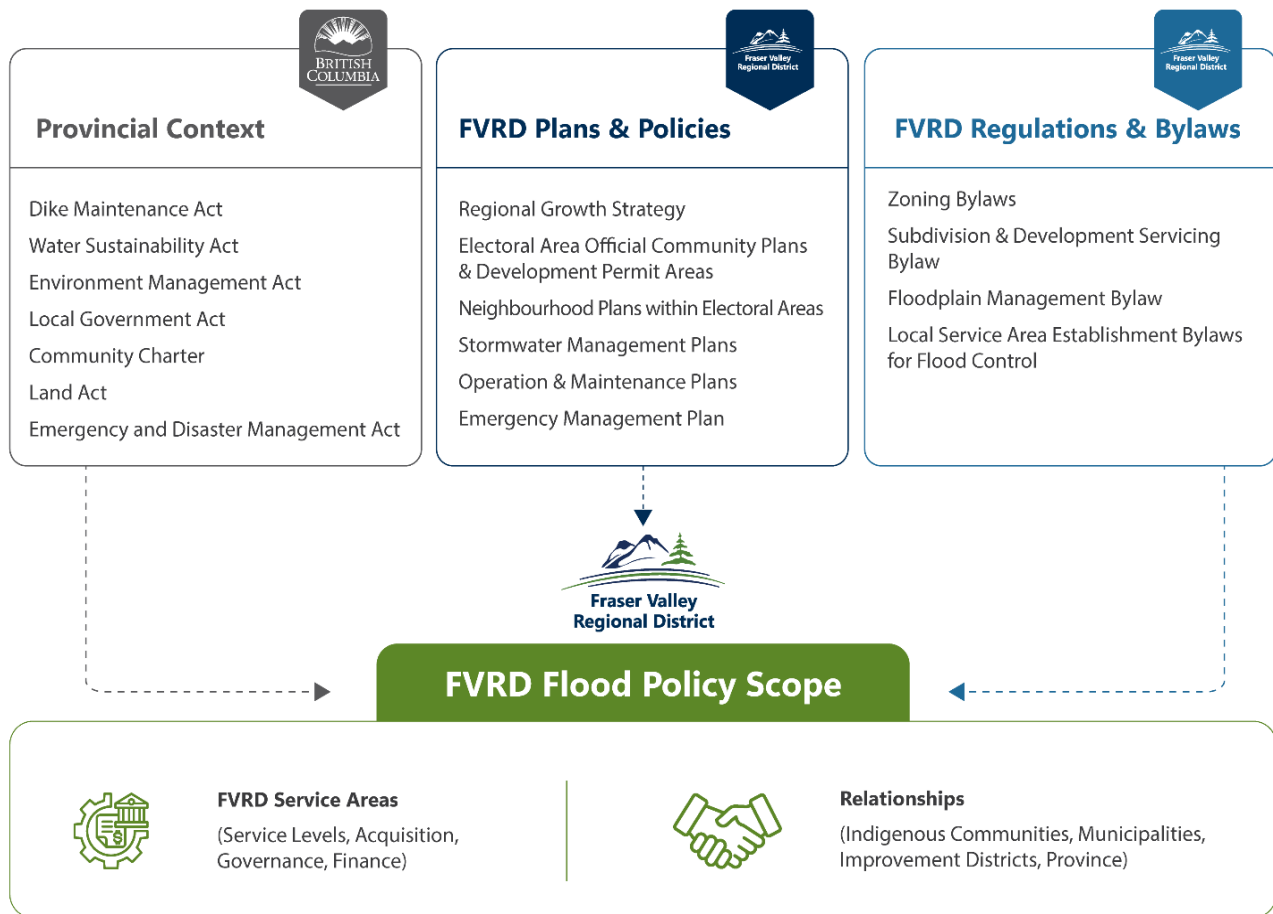 BRITISH
COLUMBIA
Provincial Context
Dike Maintenance Act
Water Sustainability Act
Environment Management Act
Local Government Act
Community Charter
Land Act
Emergency and Disaster Management Act
Fraser Valley
Regional District
FVRD Plans & Policies
Regional Growth Strategy
Electoral Area Official Community Plans
& Development Permit Areas
Neighbourhood Plans within Electoral Areas
Stormwater Management Plans
Operation & Maintenance Plans
Emergency Management Plan
Fraser Valley
Regional District
FVRD Regulations & Bylaws
Zoning Bylaws
Subdivision & Development Servicing
Bylaw
Floodplain Management Bylaw
Local Service Area Establishment Bylaws
for Flood Control
Fraser Valley
Regional District
FVRD Flood Policy Scope
$
FVRD Service Areas
(Service Levels, Acquisition,
Governance, Finance)
Relationships
(Indigenous Communities, Municipalities,
Improvement Districts, Province)